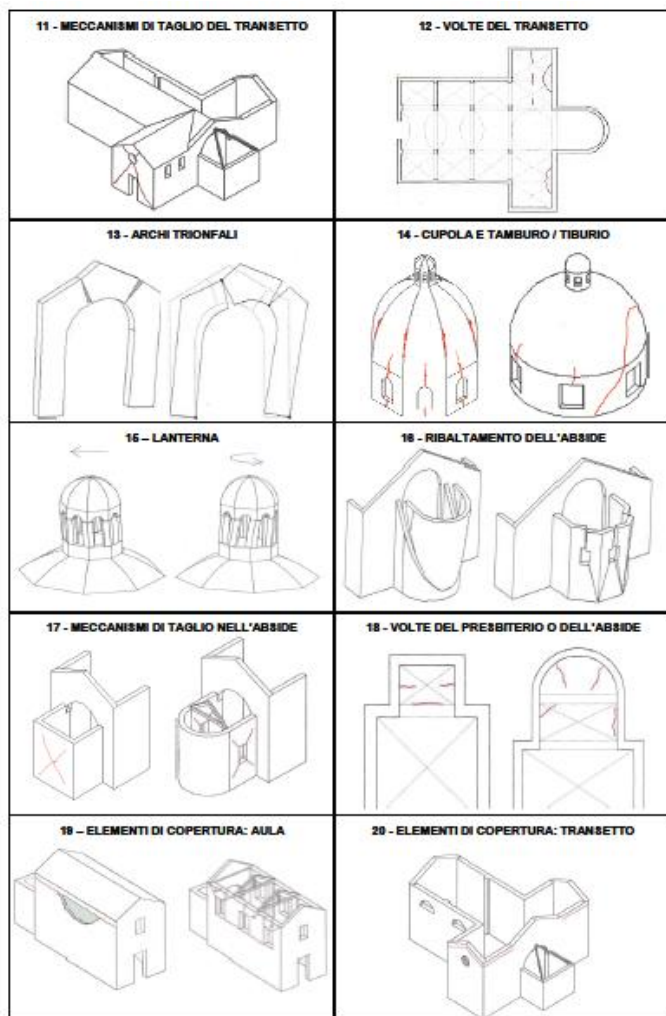 11 - MECCANISMI DI TAGLIO DEL TRANSETTO
12 - VOLTE DEL TRANSETTO
13 - ARCHI TRIONFALI
14 - CUPOLA E TAMBURO / TIBURIO
15 – LANTERNA
16 - RIBALTAMENTO DELL'ABSIDE
17 - MECCANISMI DI TAGLIO NELL'ABSIDE
18 - VOLTE DEL PRESBITERIO O DELL'ABSIDE
19 – ELEMENTI DI COPERTURA: AULA
20 - ELEMENTI DI COPERTURA: TRANSETTO